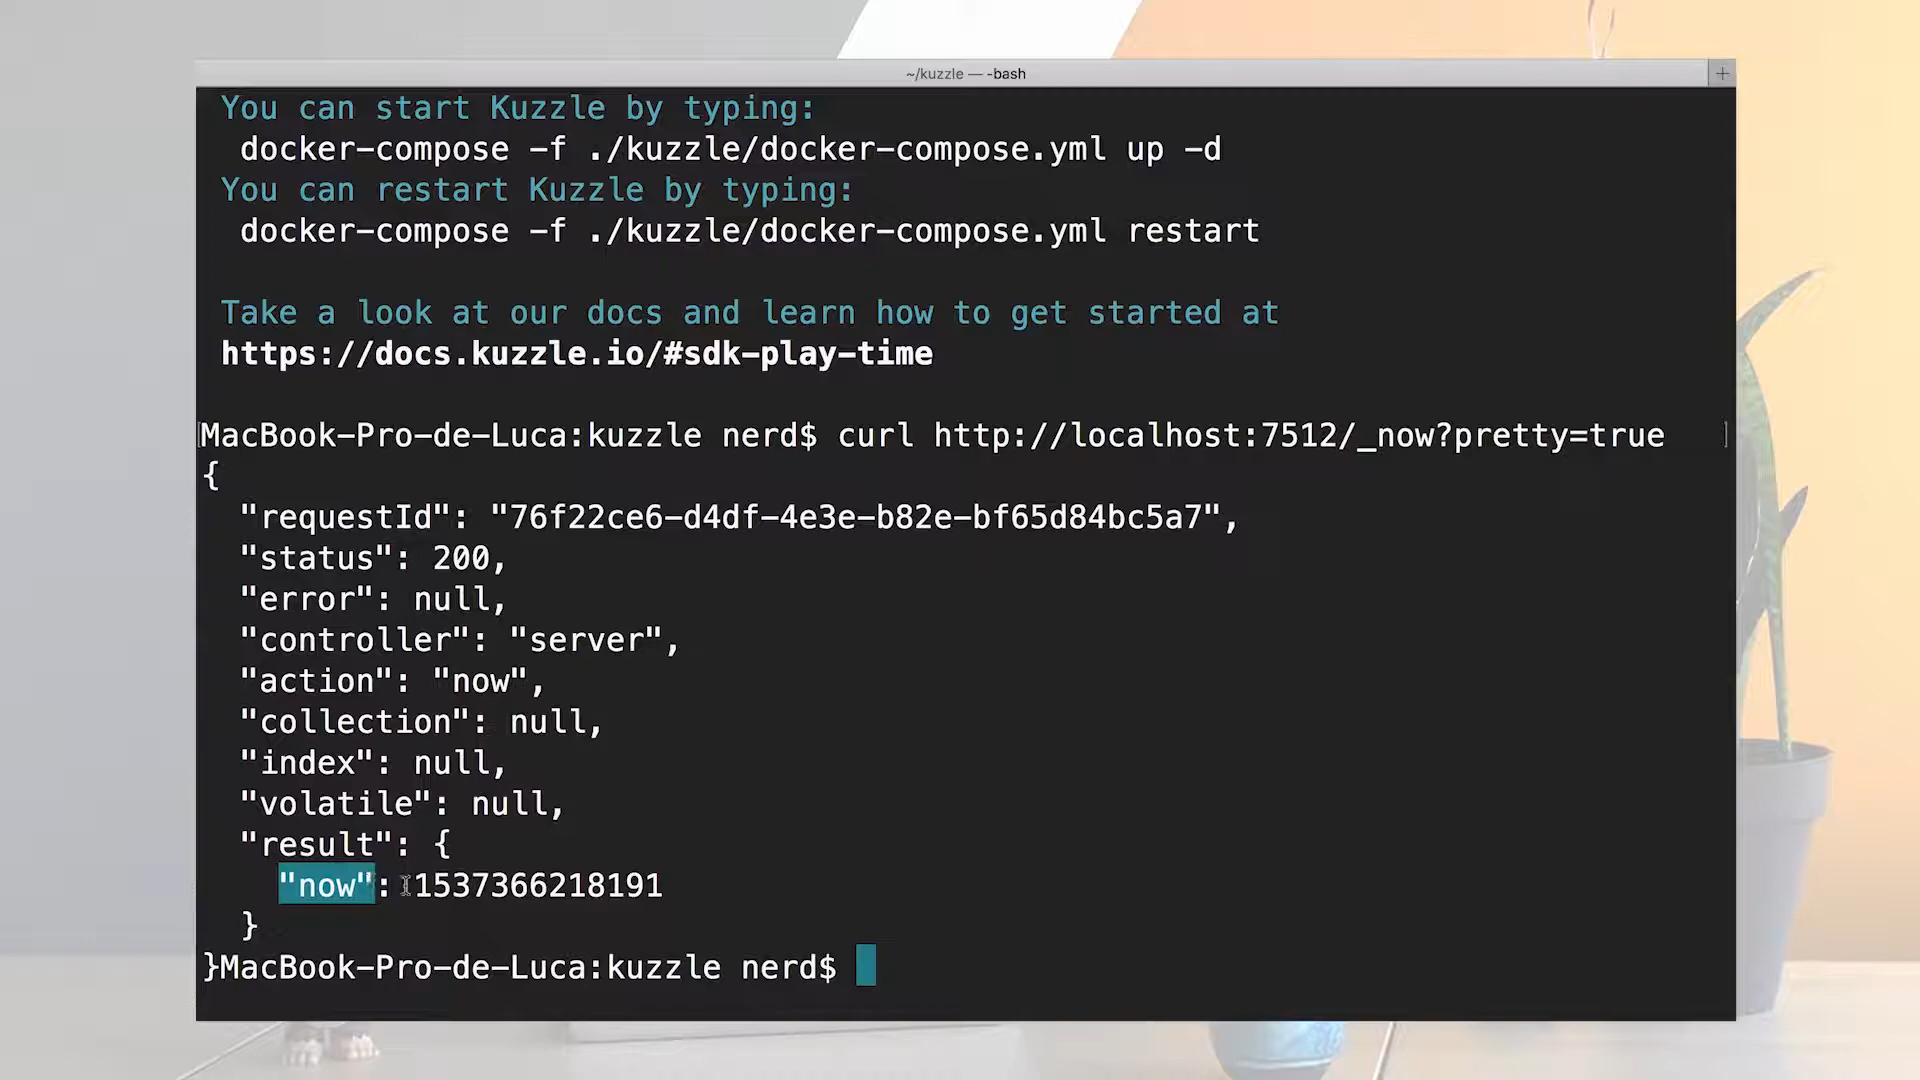 ~/kuzzle — -bash
You can start Kuzzle by typing:
docker-compose -f ./kuzzle/docker-compose.yml up -d
You can restart Kuzzle by typing:
docker-compose -f ./kuzzle/docker-compose.yml restart
Take a look at our docs and learn how to get started at
https://docs.kuzzle.io/#sdk-play-time
MacBook-Pro-de-Luca:kuzzle nerd$ curl http://localhost:7512/_now?pretty=true
{
"requestId": "76f22ce6-d4df-4e3e-b82e-bf65d84bc5a7",
"status": 200,
"error": null,
"controller": "server",
"action": "now",
"collection": null,
"index": null,
"volatile": null,
"result": {
"now": 1537366218191
}
}MacBook-Pro-de-Luca:kuzzle nerd$